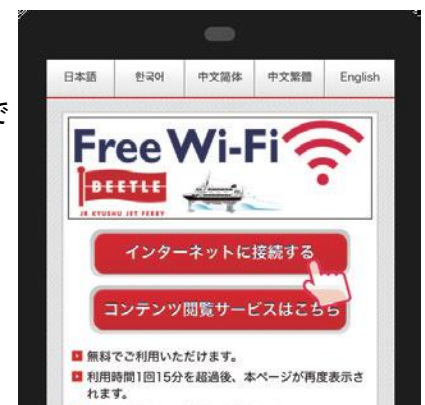 で
日本語 한국어 中文简体 中文繁體 English
Free Wi-Fi
BEETLE
JR KYUSHU JET FERRY
インターネットに接続する
コンテンツ閲覧サービスはこちら
無料でご利用いただけます。
利用時間1回15分を超過後、本ページが再度表示さ
れます。